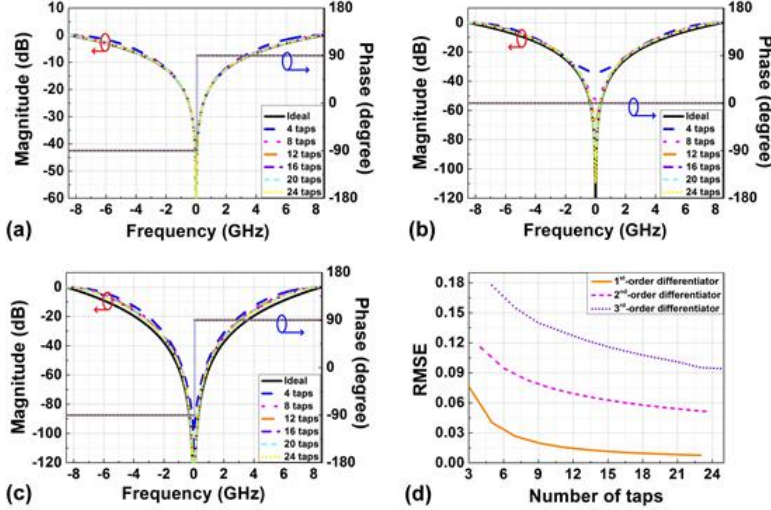 180
10
0
-10
-20
-30
-40
-50
-60
90
0
-90
-180
Magnitude (dB)
Phase (degree)
Ideal
4 taps
8 taps
12 taps
16 taps
20 taps
24 taps
-8 -6 -4 -2 0 2 4 6 8
(a)
Frequency (GHz)
180
0
-20
-40
-60
-80
-100
-120
90
0
-90
-180
Magnitude (dB)
Phase (degree)
Ideal
4 taps
8 taps
12 taps
16 taps
20 taps
24 taps
-8 -6 -4 -2 0 2 4 6 8
(b)
Frequency (GHz)
180
0
-20
-40
-60
-80
-100
-120
90
0
-90
-180
Magnitude (dB)
Phase (degree)
Ideal
4 taps
8 taps
12 taps
16 taps
20 taps
24 taps
-8 -6 -4 -2 0 2 4 6 8
(c)
Frequency (GHz)
0.18
0.15
0.12
0.09
0.06
0.03
0.00
RMSE
1st-order differentiator
2nd-order differentiator
3rd-order differentiator
3 6 9 12 15 18 21 24
(d)
Number of taps